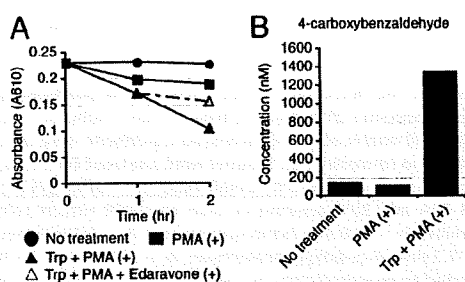 A
Absorbance (A610)
0.25
0.2
0.15
0.1
0.05
0
0
1
2
Time (hr)
No treatment
PMA (+)
Trp + PMA (+)
Trp + PMA + Edaravone (+)
B
4-carboxybenzaldehyde
Concentration (nM)
1600
1400
1200
1000
800
600
400
200
0
No treatment
PMA (+)
Trp + PMA (+)